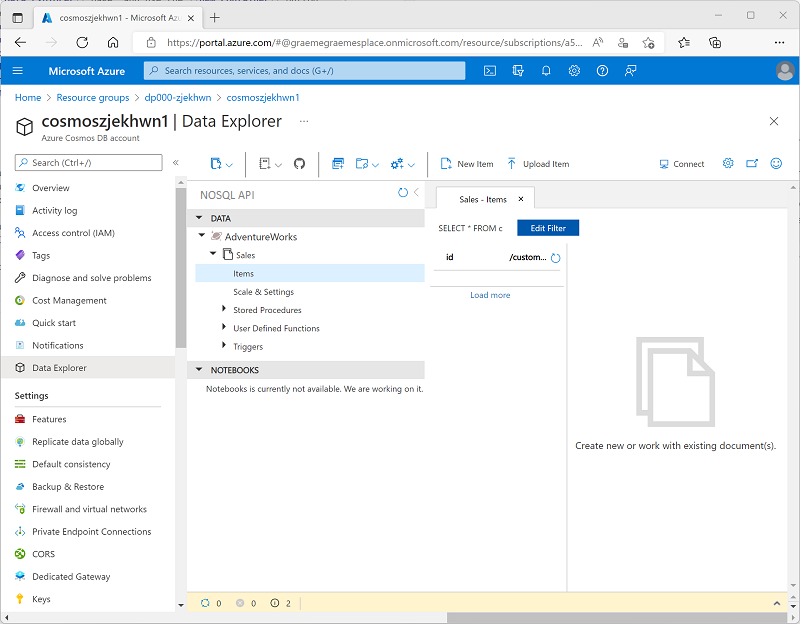 cosmoszjekhwn1 - Microsoft Azu
https://portal.azure.com/#@graemegraemesplace.onmicrosoft.com/resource/subscriptions/a5...
Microsoft Azure
Search resources, services, and docs (G+/)
Home > Resource groups > dp000-zjekhwn > cosmoszjekhwn1
cosmoszjekhwn1 | Data Explorer ...
Azure Cosmos DB account
Search (Ctrl+/)
New Item
Upload Item
Connect
Overview
Activity log
Access control (IAM)
Tags
Diagnose and solve problems
Cost Management
Quick start
Notifications
Data Explorer
Settings
Features
Replicate data globally
Default consistency
Backup & Restore
Firewall and virtual networks
Private Endpoint Connections
CORS
Dedicated Gateway
Keys
NOSQL API
DATA
AdventureWorks
Sales
Items
Scale & Settings
Stored Procedures
User Defined Functions
Triggers
NOTEBOOKS
Notebooks is currently not available. We are working on it.
Sales - Items
SELECT * FROM c
Edit Filter
id /custom...
Load more
Create new or work with existing document(s).
0 0 2